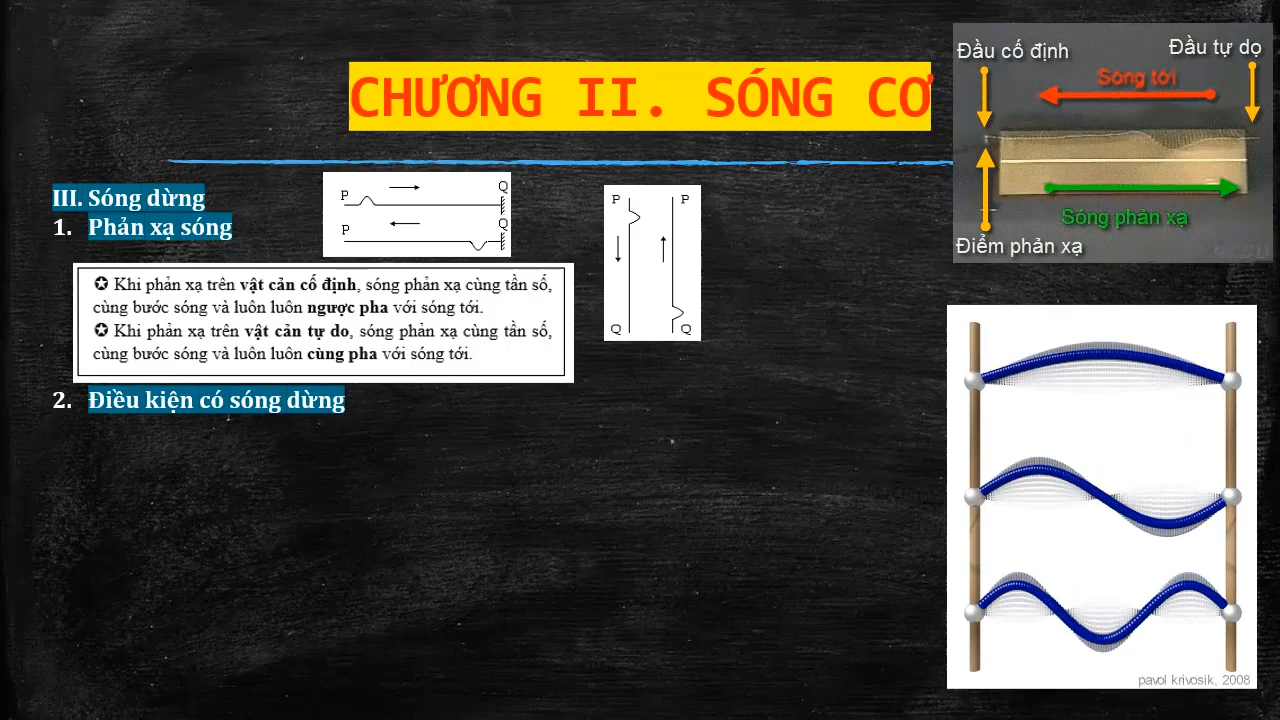 CHƯƠNG II. SÓNG CƠ
Đầu cố định
Đầu tự do
Sóng tới
Sóng phản xạ
Điểm phản xạ
III. Sóng dừng
1. Phản xạ sóng
P
Q
P
Q
P
P
Q
Q
✪ Khi phản xạ trên vật cản cố định, sóng phản xạ cùng tần số,
cùng bước sóng và luôn luôn ngược pha với sóng tới.
✪ Khi phản xạ trên vật cản tự do, sóng phản xạ cùng tần số,
cùng bước sóng và luôn luôn cùng pha với sóng tới.
2. Điều kiện có sóng dừng
pavol krivosik, 2008